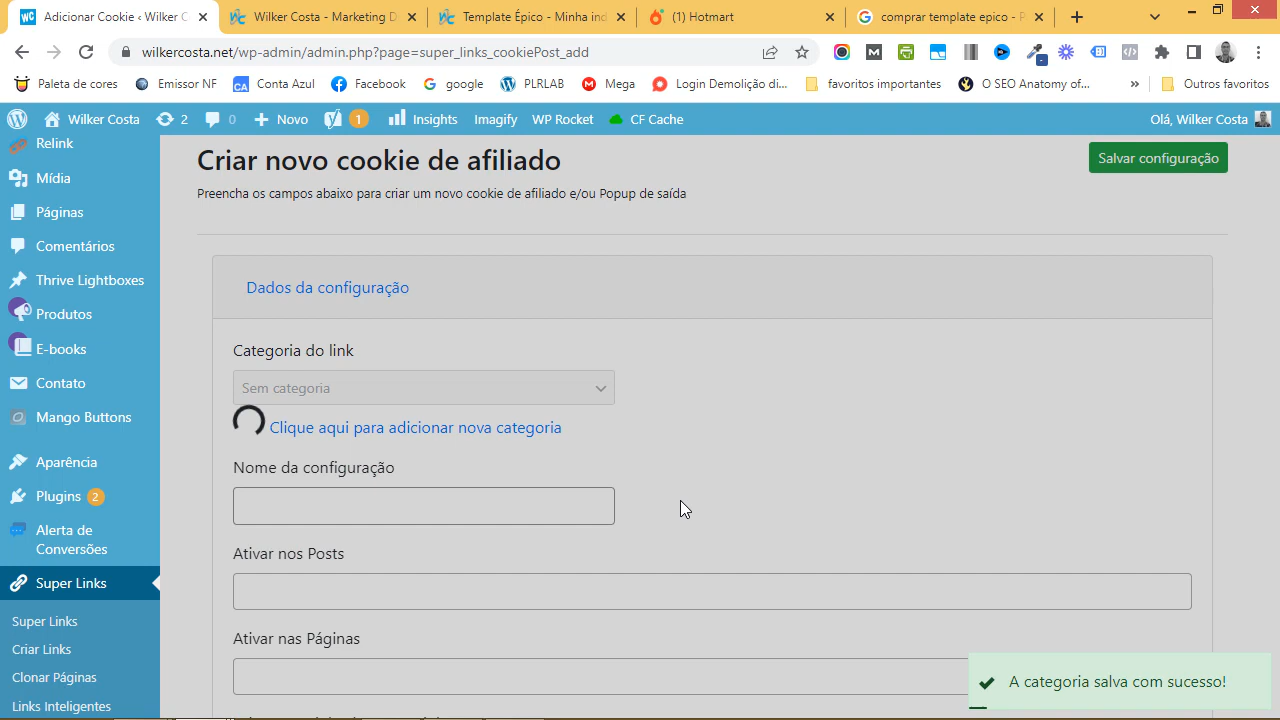 Adicionar Cookie ‹ Wilker C
Wilker Costa - Marketing D
Template Épico - Minha ind
(1) Hotmart
comprar template epico - P
wilkercosta.net/wp-admin/admin.php?page=super_links_cookiePost_add
Paleta de cores
Emissor NF
CA
Conta Azul
Facebook
google
PLRLAB
Mega
Login Demolição di...
favoritos importantes
O SEO Anatomy of...
»
Outros favoritos
Wilker Costa
2
0
Novo
1
Insights
Imagify
WP Rocket
CF Cache
Olá, Wilker Costa
Relink
Mídia
Páginas
Comentários
Thrive Lightboxes
Produtos
E-books
Contato
Mango Buttons
Aparência
Plugins 2
Alerta de
Conversões
Super Links
Super Links
Criar Links
Clonar Páginas
Links Inteligentes
Criar novo cookie de afiliado
Salvar configuração
Preencha os campos abaixo para criar um novo cookie de afiliado e/ou Popup de saída
Dados da configuração
Categoria do link
Sem categoria
Clique aqui para adicionar nova categoria
Nome da configuração
Ativar nos Posts
Ativar nas Páginas
A categoria salva com sucesso!